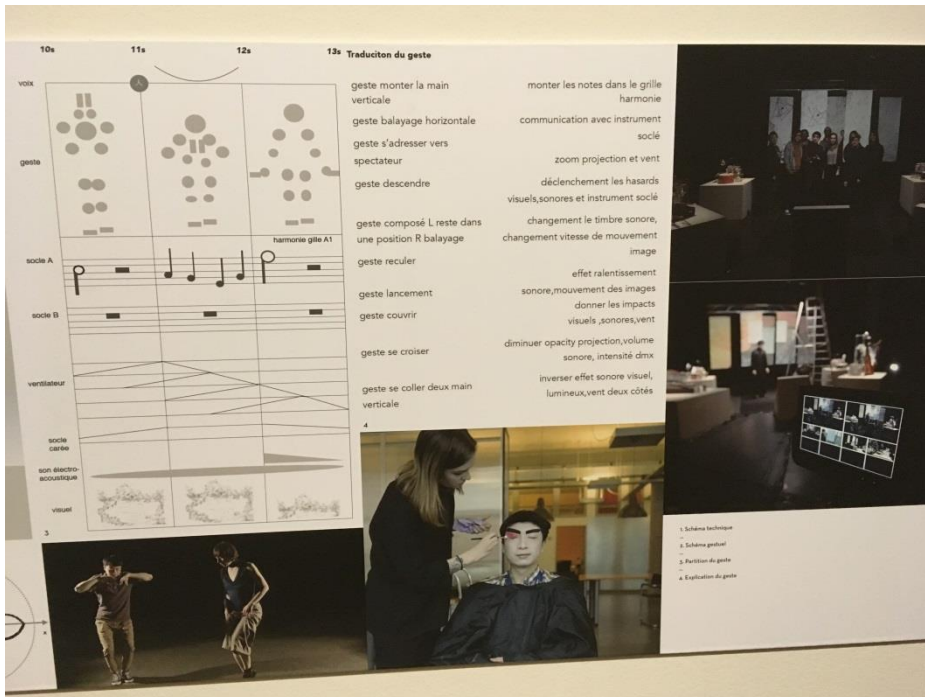 10s 11s 12s 13s
voix
A
geste
harmonie gille A1
socle A
socle B
ventilateur
socle
carée
son électro-
acoustique
visuel
3
Traduciton du geste
geste monter la main
verticale
geste balayage horizontale
geste s'adresser vers
spectateur
geste descendre
geste composé L reste dans
une position R balayage
geste reculer
geste lancement
geste couvrir
geste se croiser
geste se coller deux main
verticale
4
monter les notes dans le grille
harmonie
communication avec instrument
soclé
zoom projection et vent
déclenchement les hasards
visuels,sonores et instrument soclé
changement le timbre sonore,
changement vitesse de mouvement
image
effet ralentissement
sonore,mouvement des images
donner les impacts
visuels ,sonores,vent
diminuer opacity projection,volume
sonore, intensité dmx
inverser effet sonore visuel,
lumineux,vent deux côtés
x
1. Schéma technique
–
2. Schéma gestuel
–
3. Partition du geste
–
4. Explication du geste